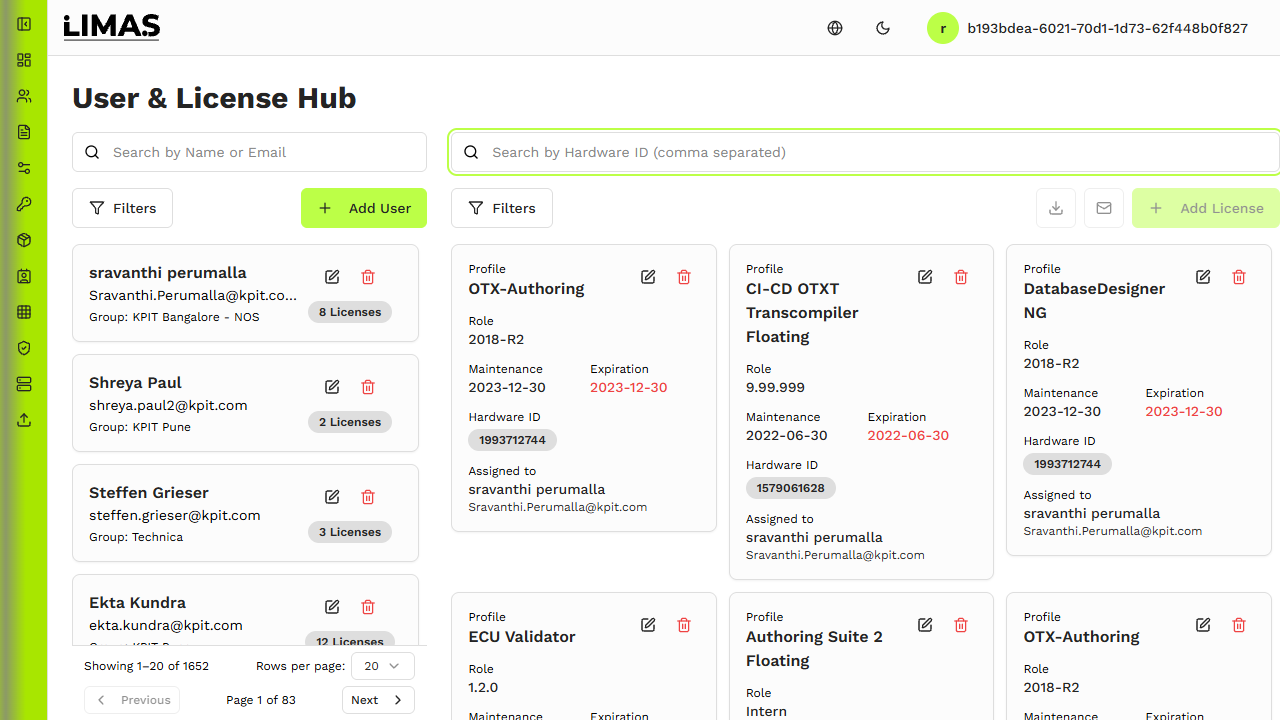 LIMAS
r
b193bdea-6021-70d1-1d73-62f448b0f827
User & License Hub
Search by Name or Email
Search by Hardware ID (comma separated)
Filters
Add User
Filters
Add License
sravanthi perumalla
Sravanthi.Perumalla@kpit.co...
Group: KPIT Bangalore - NOS
8 Licenses
Shreya Paul
shreya.paul2@kpit.com
Group: KPIT Pune
2 Licenses
Steffen Grieser
steffen.grieser@kpit.com
Group: Technica
3 Licenses
Ekta Kundra
ekta.kundra@kpit.com
12 Licenses
Showing 1–20 of 1652
Rows per page:
20
Previous
Page 1 of 83
Next
Profile
OTX-Authoring
Role
2018-R2
Maintenance
Expiration
2023-12-30
2023-12-30
Hardware ID
1993712744
Assigned to
sravanthi perumalla
Sravanthi.Perumalla@kpit.com
Profile
CI-CD OTXT
Transcompiler
Floating
Role
9.99.999
Maintenance
Expiration
2022-06-30
2022-06-30
Hardware ID
1579061628
Assigned to
sravanthi perumalla
Sravanthi.Perumalla@kpit.com
Profile
DatabaseDesigner
NG
Role
2018-R2
Maintenance
Expiration
2023-12-30
2023-12-30
Hardware ID
1993712744
Assigned to
sravanthi perumalla
Sravanthi.Perumalla@kpit.com
Profile
ECU Validator
Role
1.2.0
Maintenance
Expiration
Profile
Authoring Suite 2
Floating
Role
Intern
Profile
OTX-Authoring
Role
2018-R2
Maintenance
Expiration